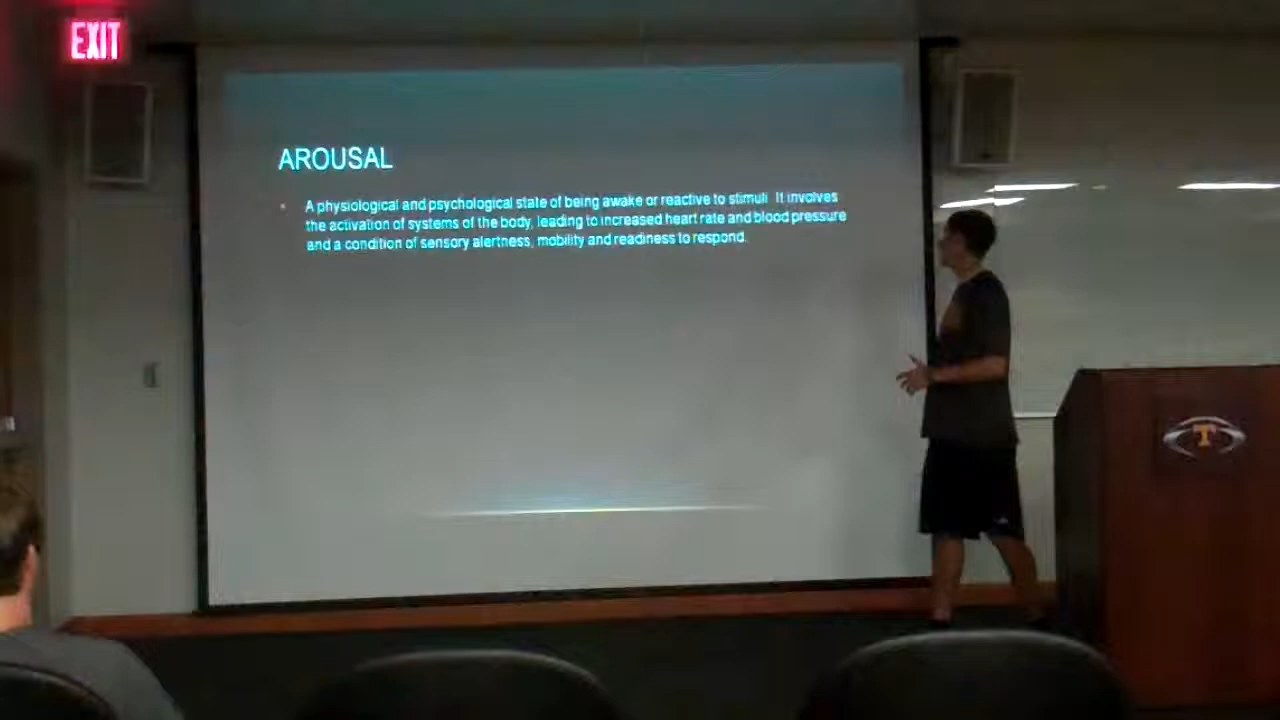 EXIT
AROUSAL
• A physiological and psychological state of being awake or reactive to stimuli. It involves
the activation of systems of the body, leading to increased heart rate and blood pressure
and a condition of sensory alertness, mobility and readiness to respond.
T